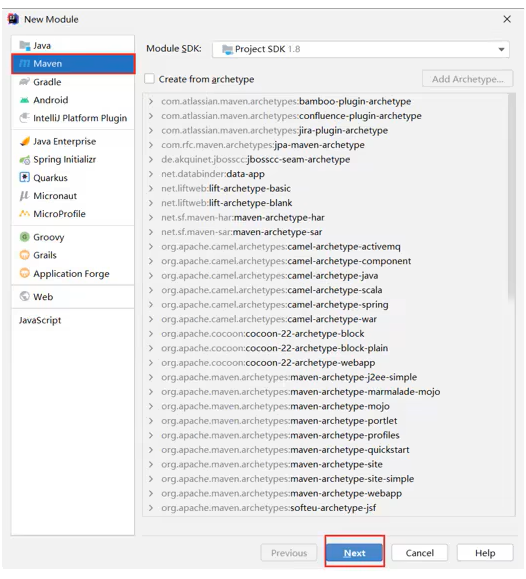 New Module
Java
Maven
Gradle
Android
IntelliJ Platform Plugin
Java Enterprise
Spring Initializr
Quarkus
Micronaut
MicroProfile
Groovy
Grails
Application Forge
Web
JavaScript
Module SDK: Project SDK 1.8
Create from archetype Add Archetype...
com.atlassian.maven.archetypes:bamboo-plugin-archetype
com.atlassian.maven.archetypes:confluence-plugin-archetype
com.atlassian.maven.archetypes:jira-plugin-archetype
com.rfc.maven.archetypes:jpa-maven-archetype
de.akquinet.jbosscc:jbosscc-seam-archetype
net.databinder:data-app
net.liftweb:lift-archetype-basic
net.liftweb:lift-archetype-blank
net.sf.maven-har:maven-archetype-har
net.sf.maven-sar:maven-archetype-sar
org.apache.camel.archetypes:camel-archetype-activemq
org.apache.camel.archetypes:camel-archetype-component
org.apache.camel.archetypes:camel-archetype-java
org.apache.camel.archetypes:camel-archetype-scala
org.apache.camel.archetypes:camel-archetype-spring
org.apache.camel.archetypes:camel-archetype-war
org.apache.cocoon:cocoon-22-archetype-block
org.apache.cocoon:cocoon-22-archetype-block-plain
org.apache.cocoon:cocoon-22-archetype-webapp
org.apache.maven.archetypes:maven-archetype-j2ee-simple
org.apache.maven.archetypes:maven-archetype-marmalade-mojo
org.apache.maven.archetypes:maven-archetype-mojo
org.apache.maven.archetypes:maven-archetype-portlet
org.apache.maven.archetypes:maven-archetype-profiles
org.apache.maven.archetypes:maven-archetype-quickstart
org.apache.maven.archetypes:maven-archetype-site
org.apache.maven.archetypes:maven-archetype-site-simple
org.apache.maven.archetypes:maven-archetype-webapp
org.apache.maven.archetypes:softeu-archetype-jsf
Previous Next Cancel Help